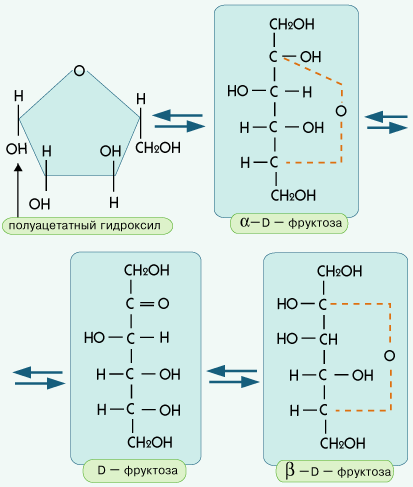 O
H
H
OH
H
OH
CH2OH
OH
H
полуацетатный гидроксил
CH2OH
C — OH
HO — C — H
O
H — C — OH
H — C
CH2OH
α – D – фруктоза
CH2OH
C = O
HO — C — H
H — C — OH
H — C — OH
CH2OH
D – фруктоза
CH2OH
HO — C
HO — CH
O
H — C — OH
H — C
CH2OH
β – D – фруктоза